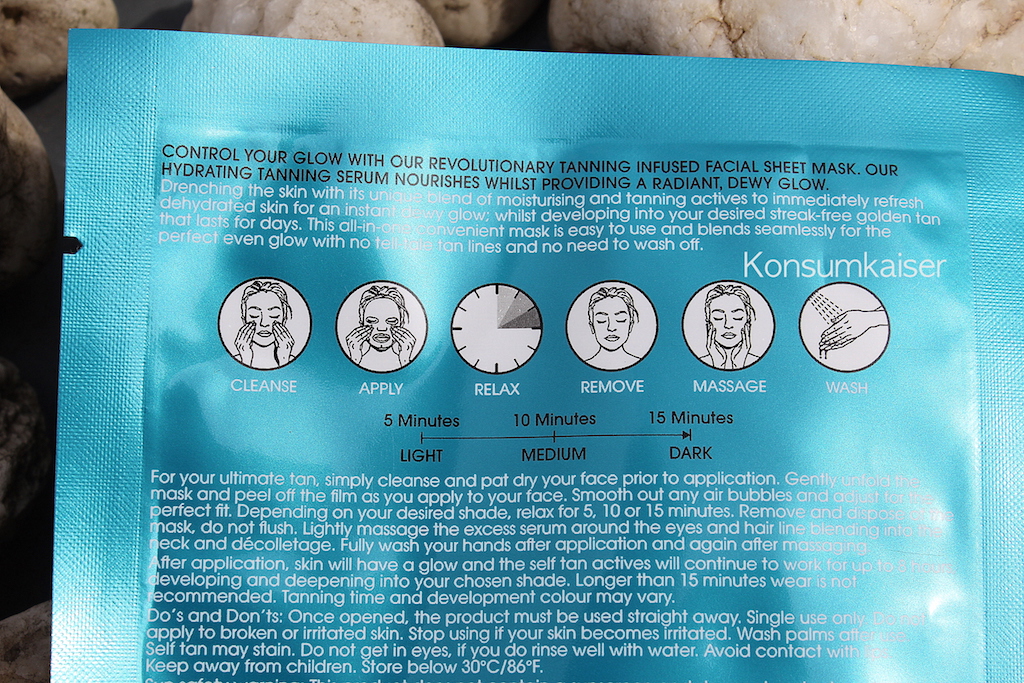 CONTROL YOUR GLOW WITH OUR REVOLUTIONARY TANNING INFUSED FACIAL SHEET MASK. OUR
HYDRATING TANNING SERUM NOURISHES WHILST PROVIDING A RADIANT, DEWY GLOW.
Drenching the skin with its unique blend of moisturising and tanning actives to immediately refresh
dehydrated skin for an instant dewy glow; whilst developing into your desired streak-free golden tan
that lasts for days. This all-in-one convenient mask is easy to use and blends seamlessly for the
perfect even glow with no tell-tale tan lines and no need to wash off.
Konsumkaiser
CLEANSE APPLY RELAX REMOVE MASSAGE WASH
5 Minutes 10 Minutes 15 Minutes
LIGHT MEDIUM DARK
For your ultimate tan, simply cleanse and pat dry your face prior to application. Gently unfold the
mask and peel off the film as you apply to your face. Smooth out any air bubbles and adjust for the
perfect fit. Depending on your desired shade, relax for 5, 10 or 15 minutes. Remove and dispose of the
mask, do not flush. Lightly massage the excess serum around the eyes and hair line blending into the
neck and décolletage. Fully wash your hands after application and again after massaging.
After application, skin will have a glow and the self tan actives will continue to work for up to 8 hours
developing and deepening into your chosen shade. Longer than 15 minutes wear is not
recommended. Tanning time and development colour may vary.
Do's and Don'ts: Once opened, the product must be used straight away. Single use only. Do not
apply to broken or irritated skin. Stop using if your skin becomes irritated. Wash palms after use.
Self tan may stain. Do not get in eyes, if you do rinse well with water. Avoid contact with
Keep away from children. Store below 30°C/86°F.